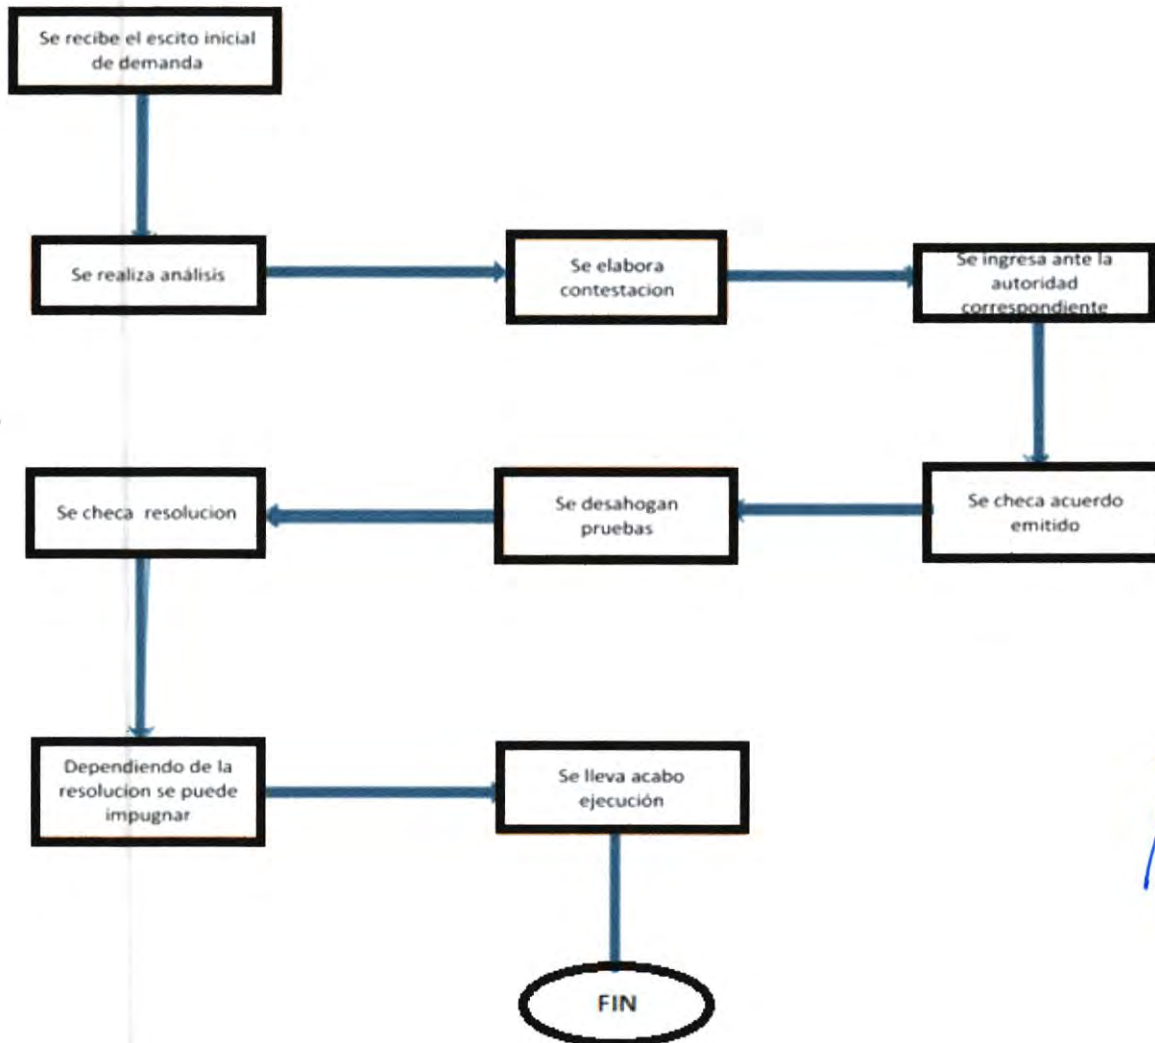 Se recibe el escito inicial
de demanda
Se realiza análisis
Se elabora
contestacion
Se ingresa ante la
autoridad
correspondiente
Se checa acuerdo
emitido
Se desahogan
pruebas
Se checa resolucion
Dependiendo de la
resolucion se puede
impugnar
Se lleva acabo
ejecución
FIN